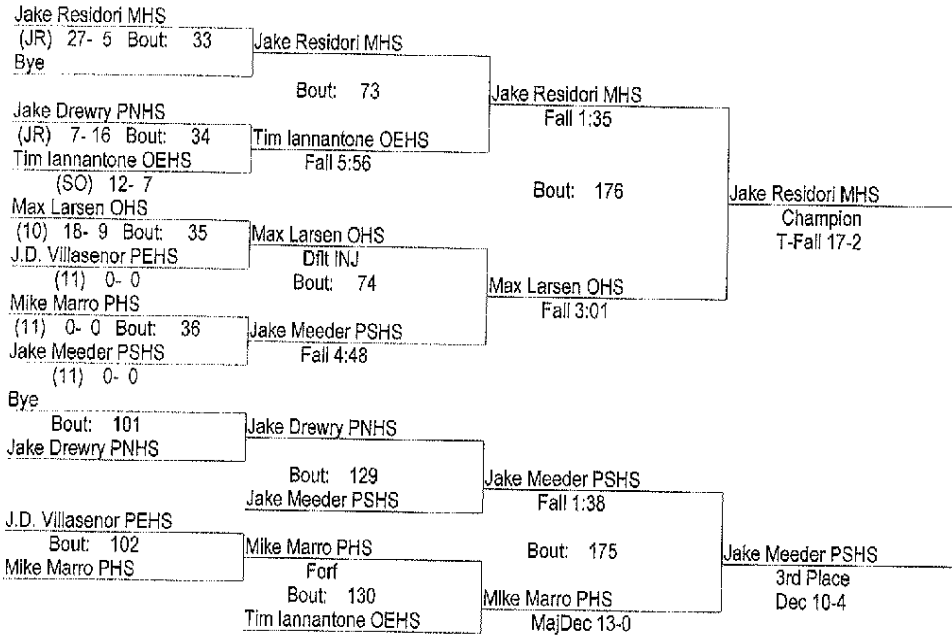 Jake Residori MHS
(JR) 27- 5 Bout: 33
Bye
Jake Residori MHS
Bout: 73
Jake Drewry PNHS
(JR) 7- 16 Bout: 34
Tim Iannantone OEHS
(SO) 12- 7
Tim Iannantone OEHS
Fall 5:56
Jake Residori MHS
Fall 1:35
Bout: 176
Max Larsen OHS
(10) 18- 9 Bout: 35
J.D. Villasenor PEHS
(11) 0- 0
Max Larsen OHS
Dflt INJ
Bout: 74
Mike Marro PHS
(11) 0- 0 Bout: 36
Jake Meeder PSHS
(11) 0- 0
Jake Meeder PSHS
Fall 4:48
Max Larsen OHS
Fall 3:01
Jake Residori MHS
Champion
T-Fall 17-2
Bye
Bout: 101
Jake Drewry PNHS
Jake Drewry PNHS
Bout: 129
Jake Meeder PSHS
Jake Meeder PSHS
Fall 1:38
Bout: 175
J.D. Villasenor PEHS
Bout: 102
Mike Marro PHS
Mike Marro PHS
Forf
Bout: 130
Tim Iannantone OEHS
Mike Marro PHS
MajDec 13-0
Jake Meeder PSHS
3rd Place
Dec 10-4